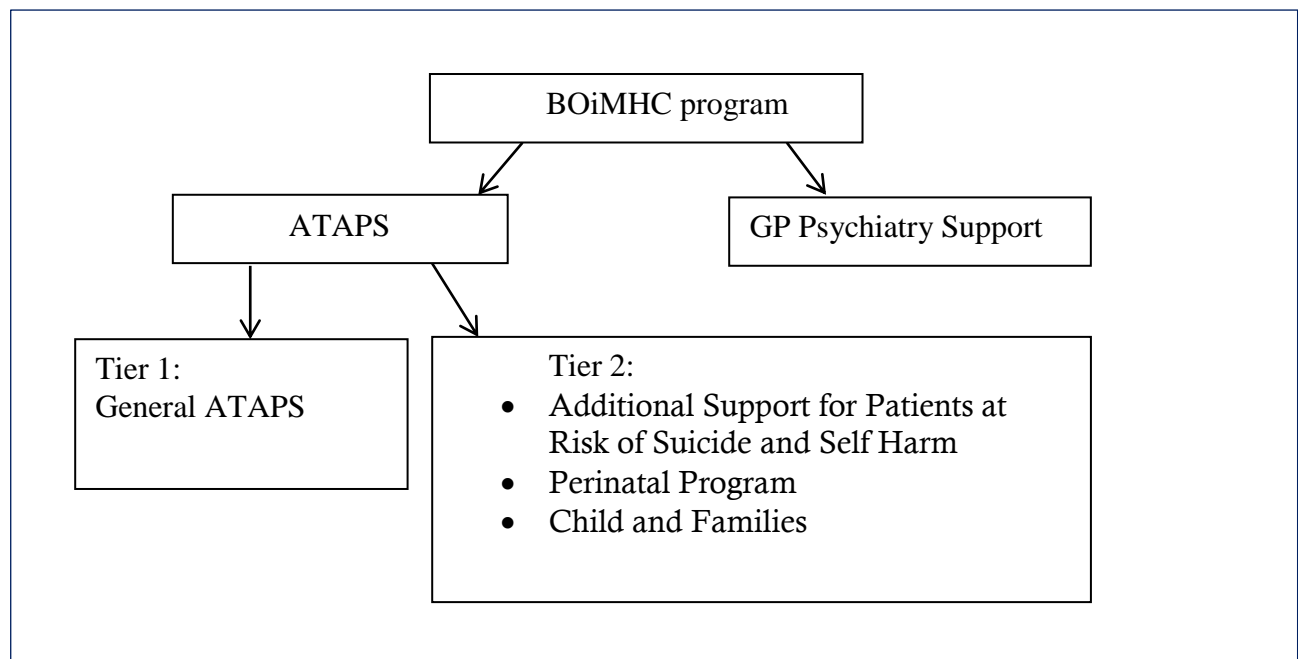 BOiMHC program
ATAPS
GP Psychiatry Support
Tier 1:
General ATAPS
Tier 2:
• Additional Support for Patients at
Risk of Suicide and Self Harm
• Perinatal Program
• Child and Families